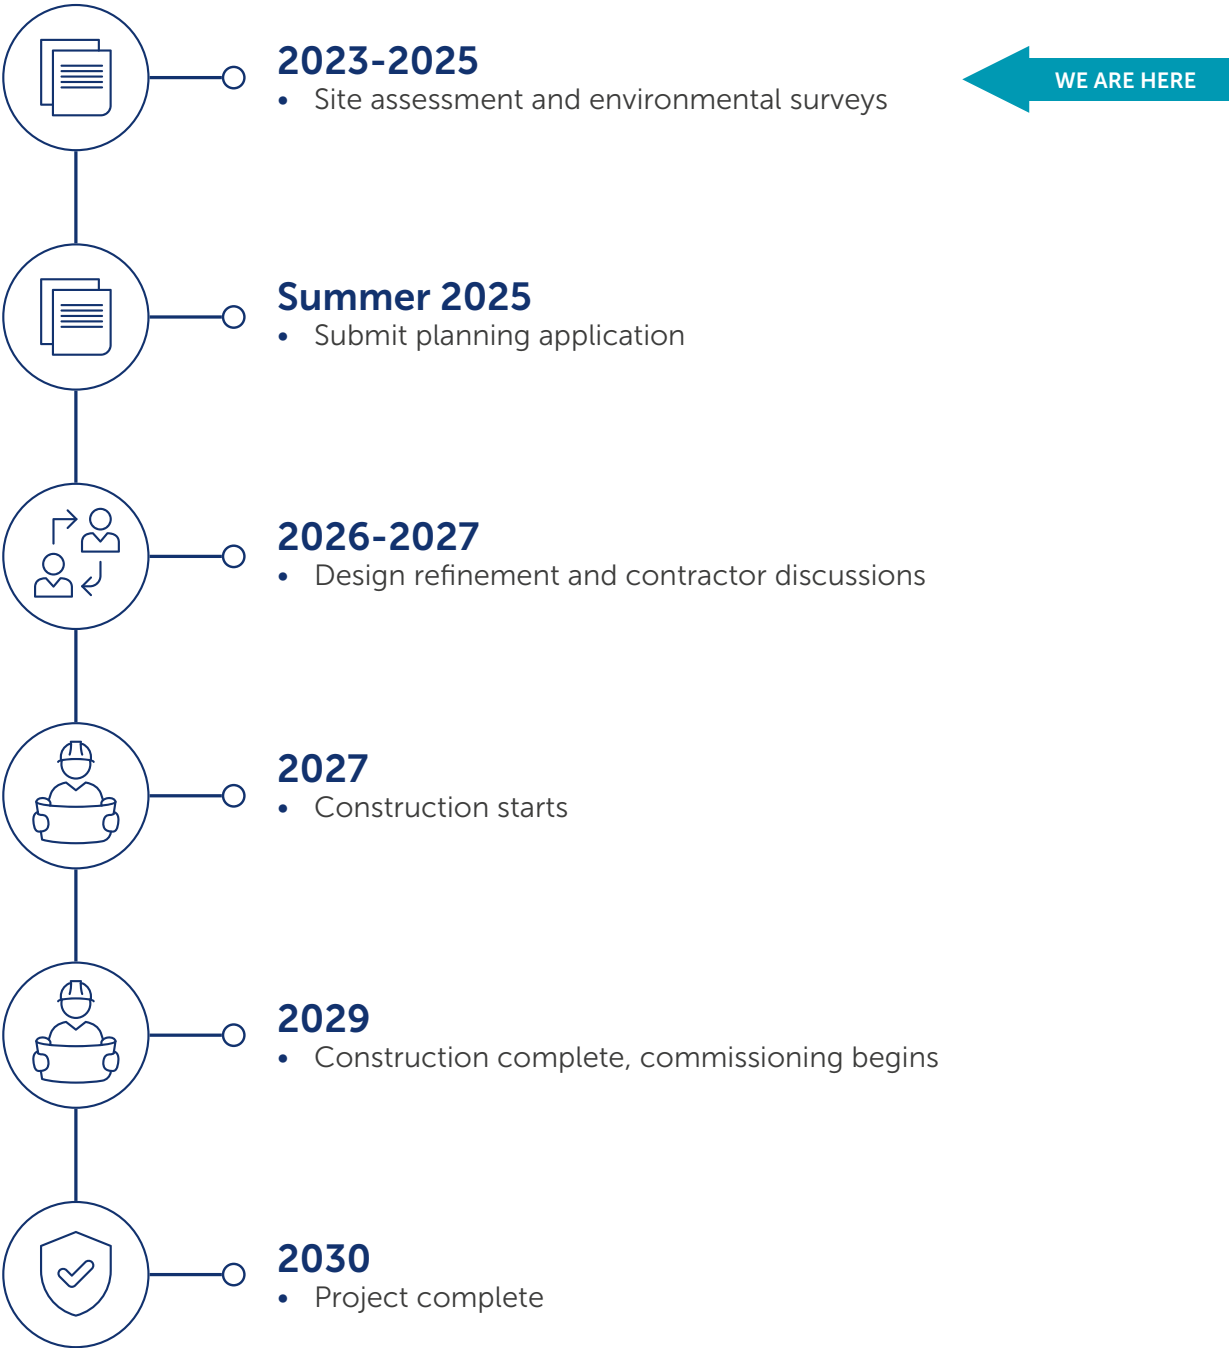 2023-2025
• Site assessment and environmental surveys
WE ARE HERE
Summer 2025
• Submit planning application
2026-2027
• Design refinement and contractor discussions
2027
• Construction starts
2029
• Construction complete, commissioning begins
2030
• Project complete